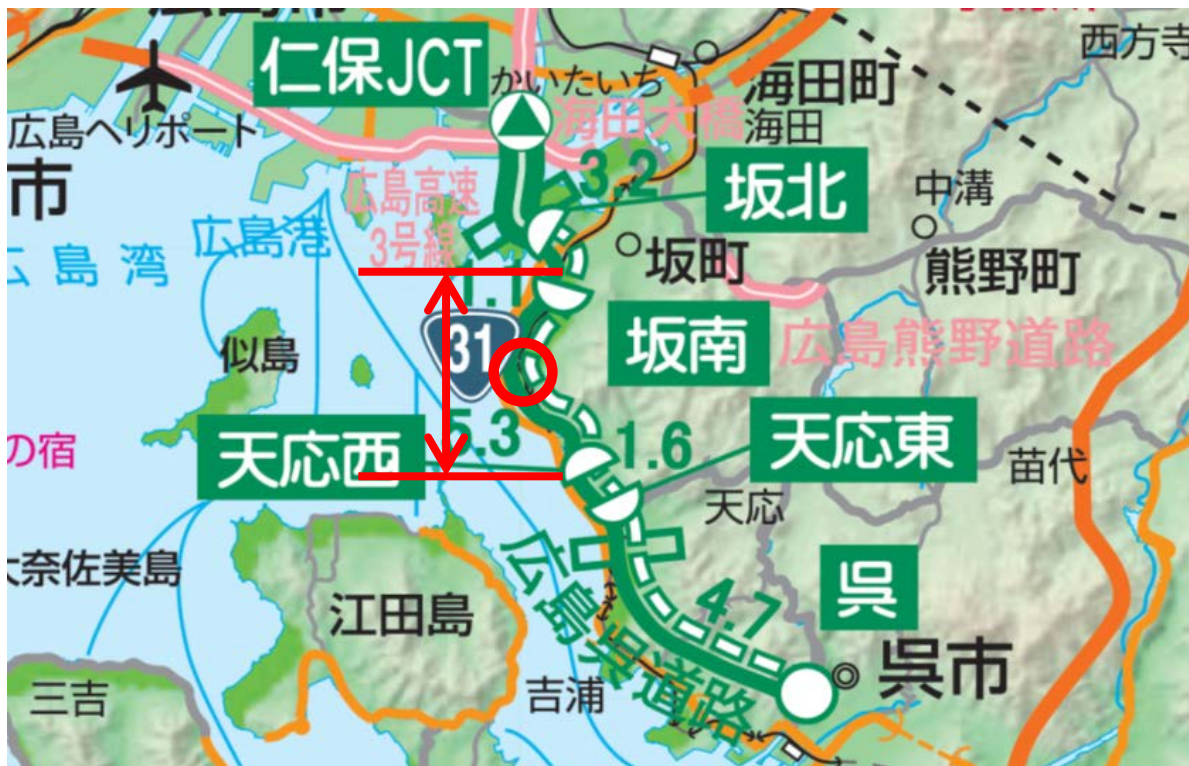 仁保JCT
かいたいち
海田町
西方寺
広島ヘリポート
海田大橋
海田
市
広島高速
3号線
3.2
坂北
中溝
広島港
広島湾
坂町
熊野町
1.1
31
似島
坂南
広島熊野道路
の宿
天応西
5.3
1.6
天応東
苗代
天応
大奈佐美島
江田島
広島呉道路
4.7
呉
呉市
三吉
吉浦